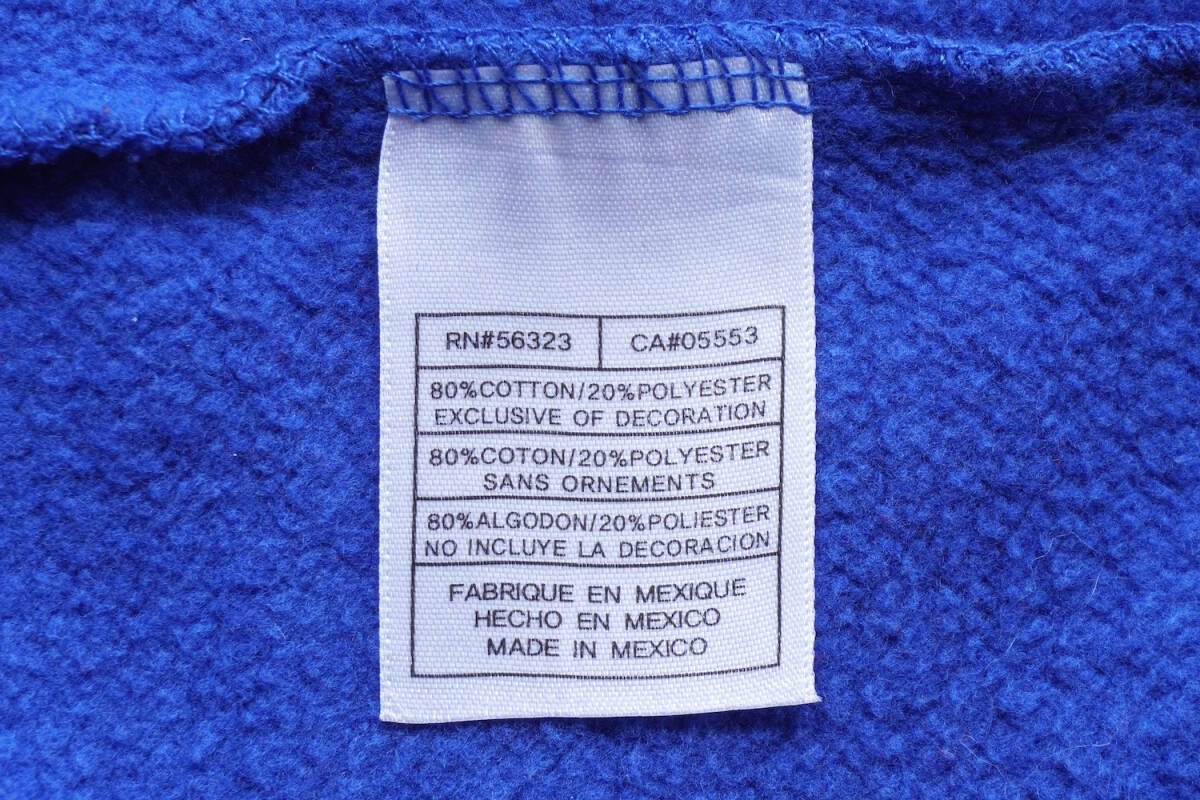 RN#56323 CA#05553
80%COTTON/20%POLYESTER
EXCLUSIVE OF DECORATION
80%COTON/20%POLYESTER
SANS ORNEMENTS
80%ALGODON/20%POLIESTER
NO INCLUYE LA DECORACION
FABRIQUE EN MEXIQUE
HECHO EN MEXICO
MADE IN MEXICO